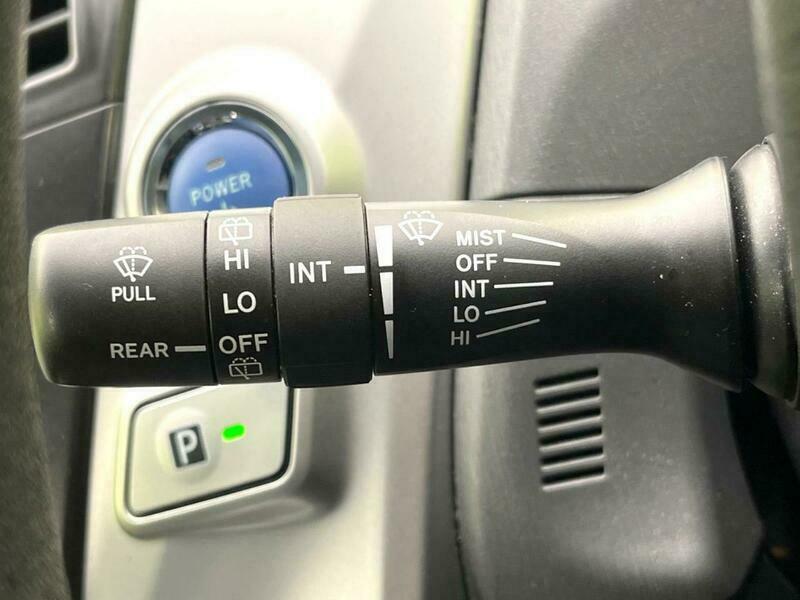 POWER
PULL
REAR
HI
LO
OFF
INT
MIST
OFF
INT
LO
HI
P